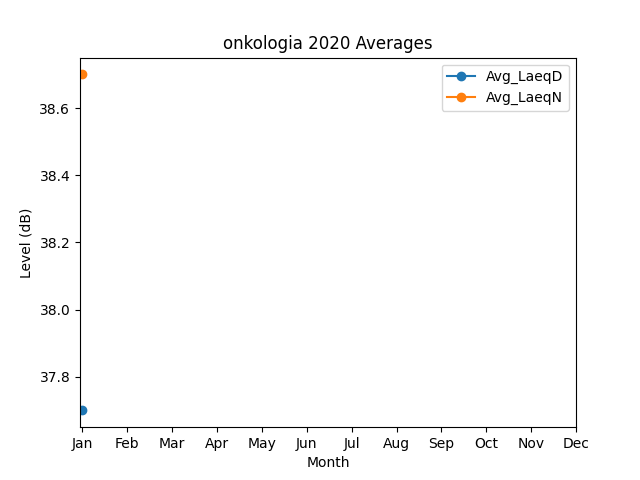 onkologia 2020 Averages
Avg_LaeqD
Avg_LaeqN
38.6
38.4
38.2
38.0
37.8
Level (dB)
Jan Feb Mar Apr May Jun Jul Aug Sep Oct Nov Dec
Month